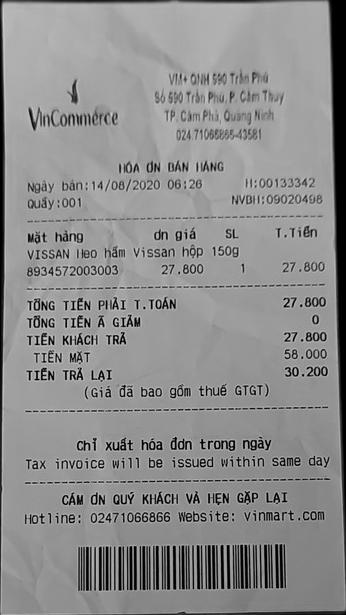 VinCommerce
VM+ QNH 590 Trần Phú
Số 590 Trần Phú, P. Cẩm Thủy
TP. Cẩm Phả, Quảng Ninh
024.71066866-43581
HÓA ĐN BÁN HÀNG
Ngày bán:14/08/2020 06:26 H:00133342
Quầy:001 NVBH:09020498
Mặt hàng đn giá SL T.Tiền
VISSAN Heo hầm Vissan hộp 150g
8934572003003 27.800 1 27.800
TỔNG TIỀN PHẢI T.TOÁN 27.800
TỔNG TIỀN Ã GIẢM 0
TIỀN KHÁCH TRẢ 27.800
TIỀN MẶT 58.000
TIỀN TRẢ LẠI 30.200
(Giá đã bao gồm thuế GTGT)
Chỉ xuất hóa đơn trong ngày
Tax invoice will be issued within same day
CẢM ƠN QUÝ KHÁCH VÀ HẸN GẶP LẠI
Hotline: 02471066866 Website: vinmart.com